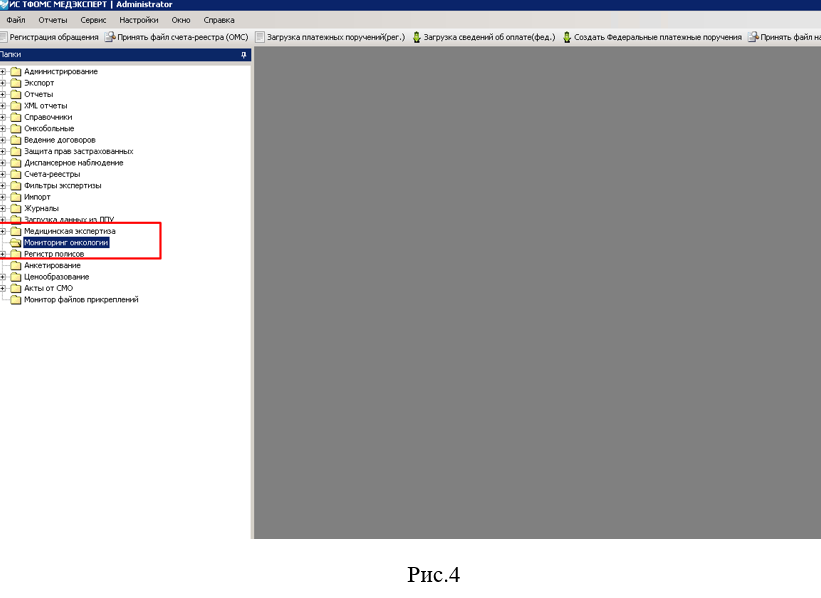 ИС ТФОМС МЕДЭКСПЕРТ | Administrator
Файл Отчеты Сервис Настройки Окно Справка
Регистрация обращения Принять файл счета-реестра (ОМС) Загрузка платежных поручений(рег.) Загрузка сведений об оплате(фед.) Создать Федеральные платежные поручения Принять файл на
Папки
Администрирование
Экспорт
Отчеты
XML отчеты
Справочники
Онкобольные
Ведение договоров
Защита прав застрахованных
Диспансерное наблюдение
Счета-реестры
Фильтры экспертизы
Импорт
Журналы
Загрузка данных из ЛПУ
Медицинская экспертиза
Мониторинг онкологии
Регистр полисов
Анкетирование
Ценообразование
Акты от СМО
Монитор файлов прикреплений
Рис.4